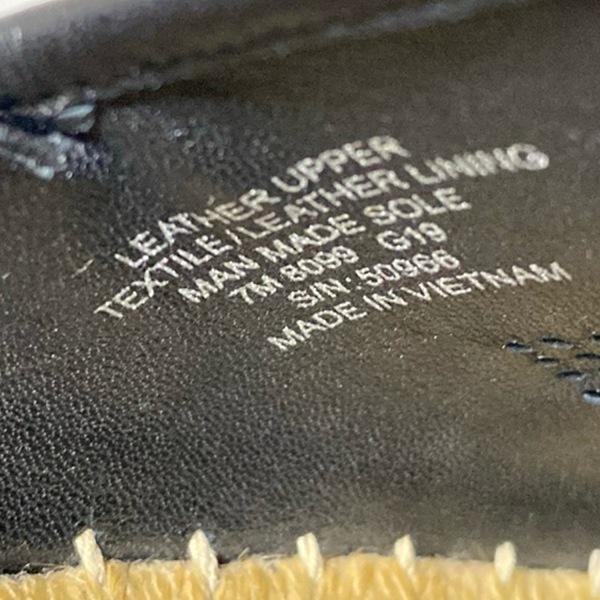 LEATHER UPPER
TEXTILE/LEATHER LINING
MAN MADE SOLE
7M 8099 G19
S/N: 50966
MADE IN VIETNAM